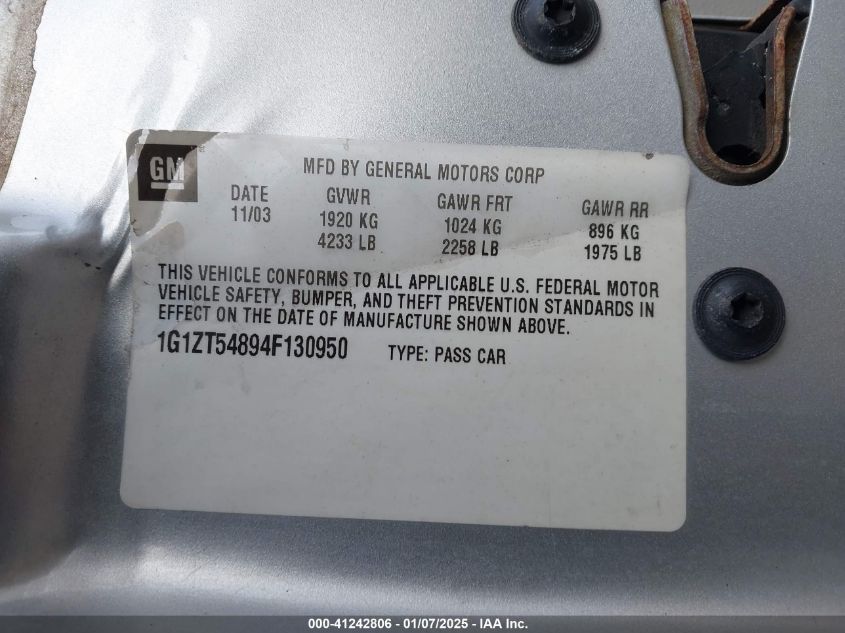 GM
MFD BY GENERAL MOTORS CORP
DATE GVWR GAWR FRT GAWR RR
11/03 1920 KG 1024 KG 896 KG
4233 LB 2258 LB 1975 LB
THIS VEHICLE CONFORMS TO ALL APPLICABLE U.S. FEDERAL MOTOR
VEHICLE SAFETY, BUMPER, AND THEFT PREVENTION STANDARDS IN
EFFECT ON THE DATE OF MANUFACTURE SHOWN ABOVE.
1G1ZT54894F130950 TYPE: PASS CAR
000-41242806 - 01/07/2025 - IAA Inc.